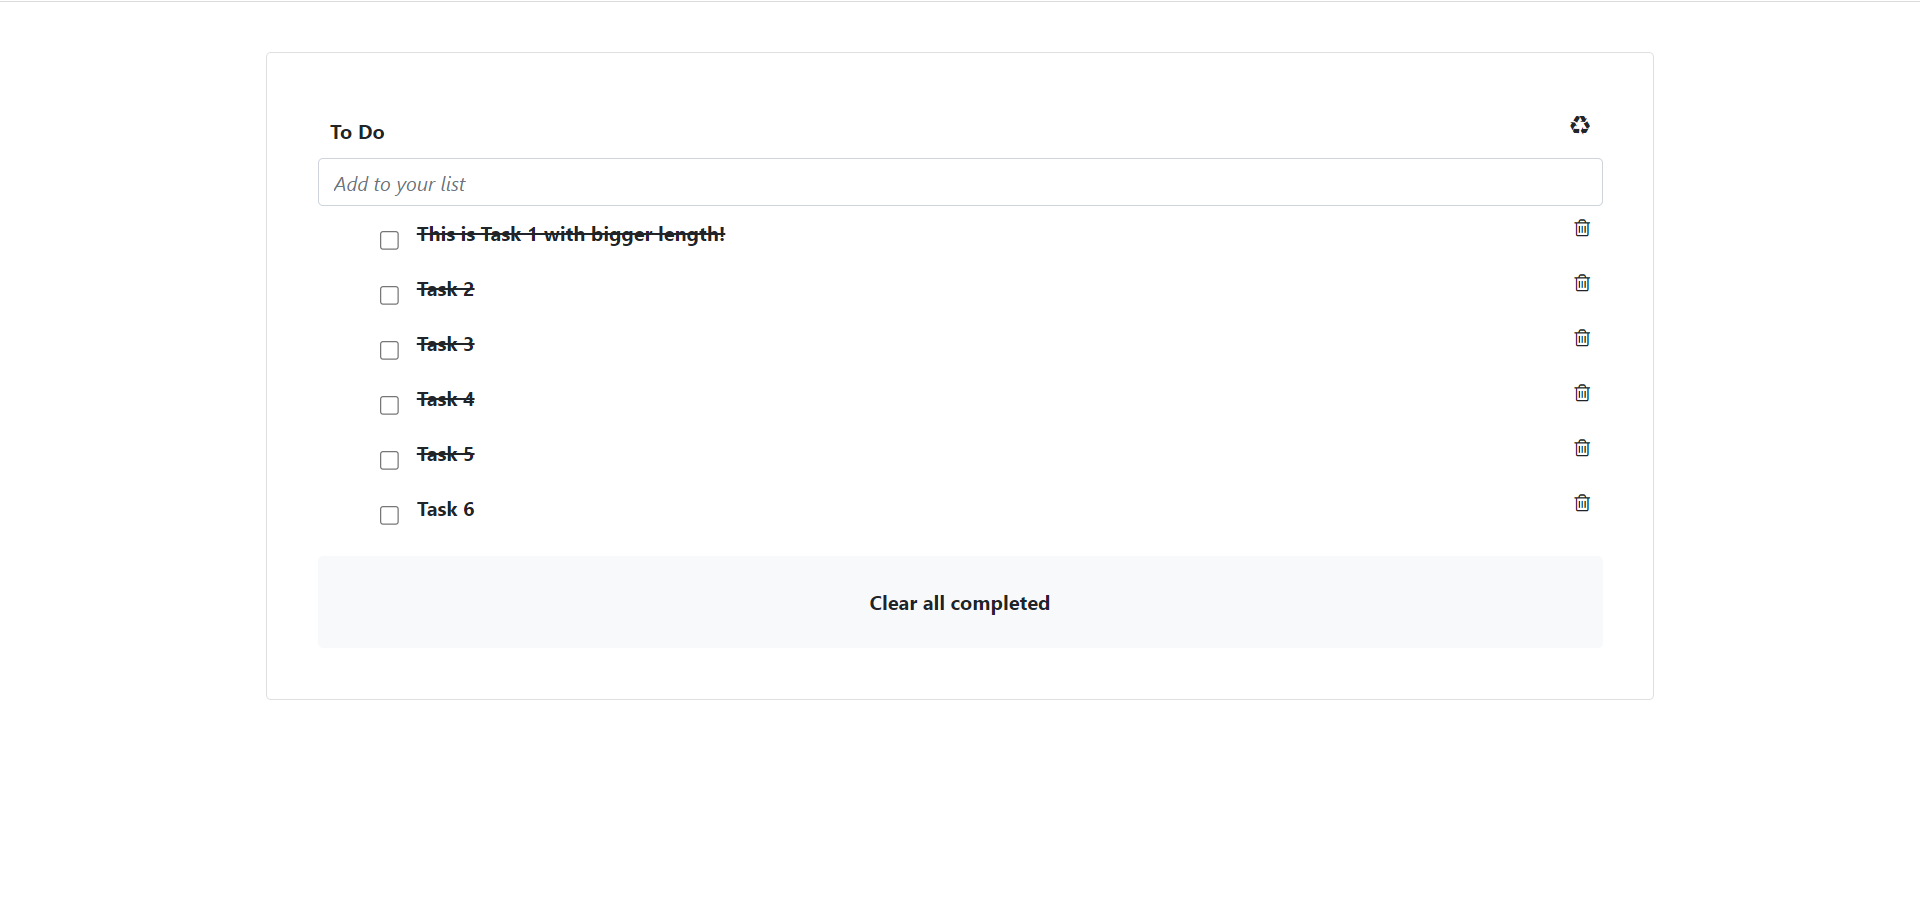 To Do
Add to your list
This is Task 1 with bigger length!
Task 2
Task 3
Task 4
Task 5
Task 6
Clear all completed